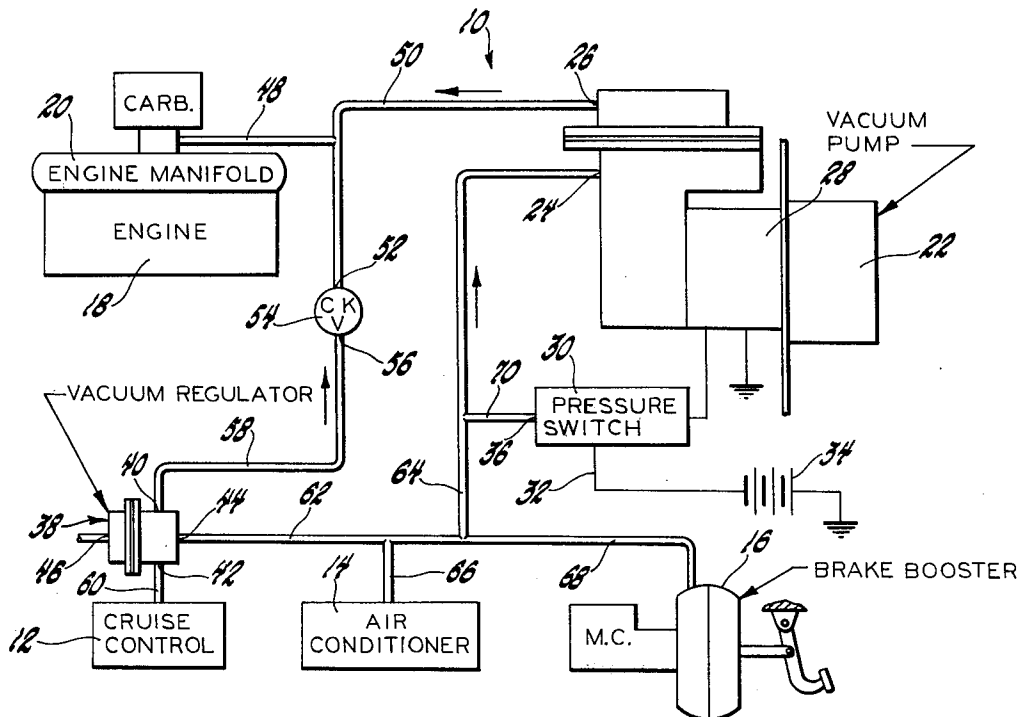 10
26
50
CARB.
48
20
VACUUM
PUMP
ENGINE MANIFOLD
24
28
ENGINE
22
52
18
CK
V
54
56
30
VACUUM REGULATOR
70
PRESSURE
SWITCH
58
36
34
40
64
32
44
62
38
46
42
14
66
68
16
60
BRAKE BOOSTER
12
CRUISE
CONTROL
AIR
CONDITIONER
M.C.